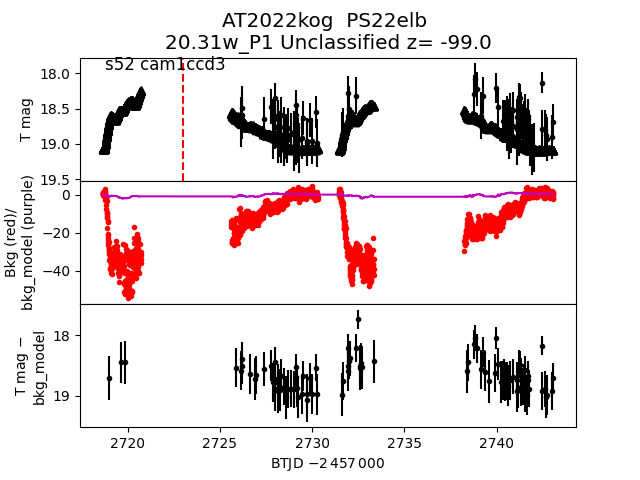 AT2022kog  PS22elb
20.31w_P1 Unclassified z= -99.0
s52 cam1ccd3
T mag
18.0
18.5
19.0
19.5
Bkg (red)/
bkg_model (purple)
0
−20
−40
T mag −
bkg_model
18
19
2720
2725
2730
2735
2740
BTJD −2 457 000